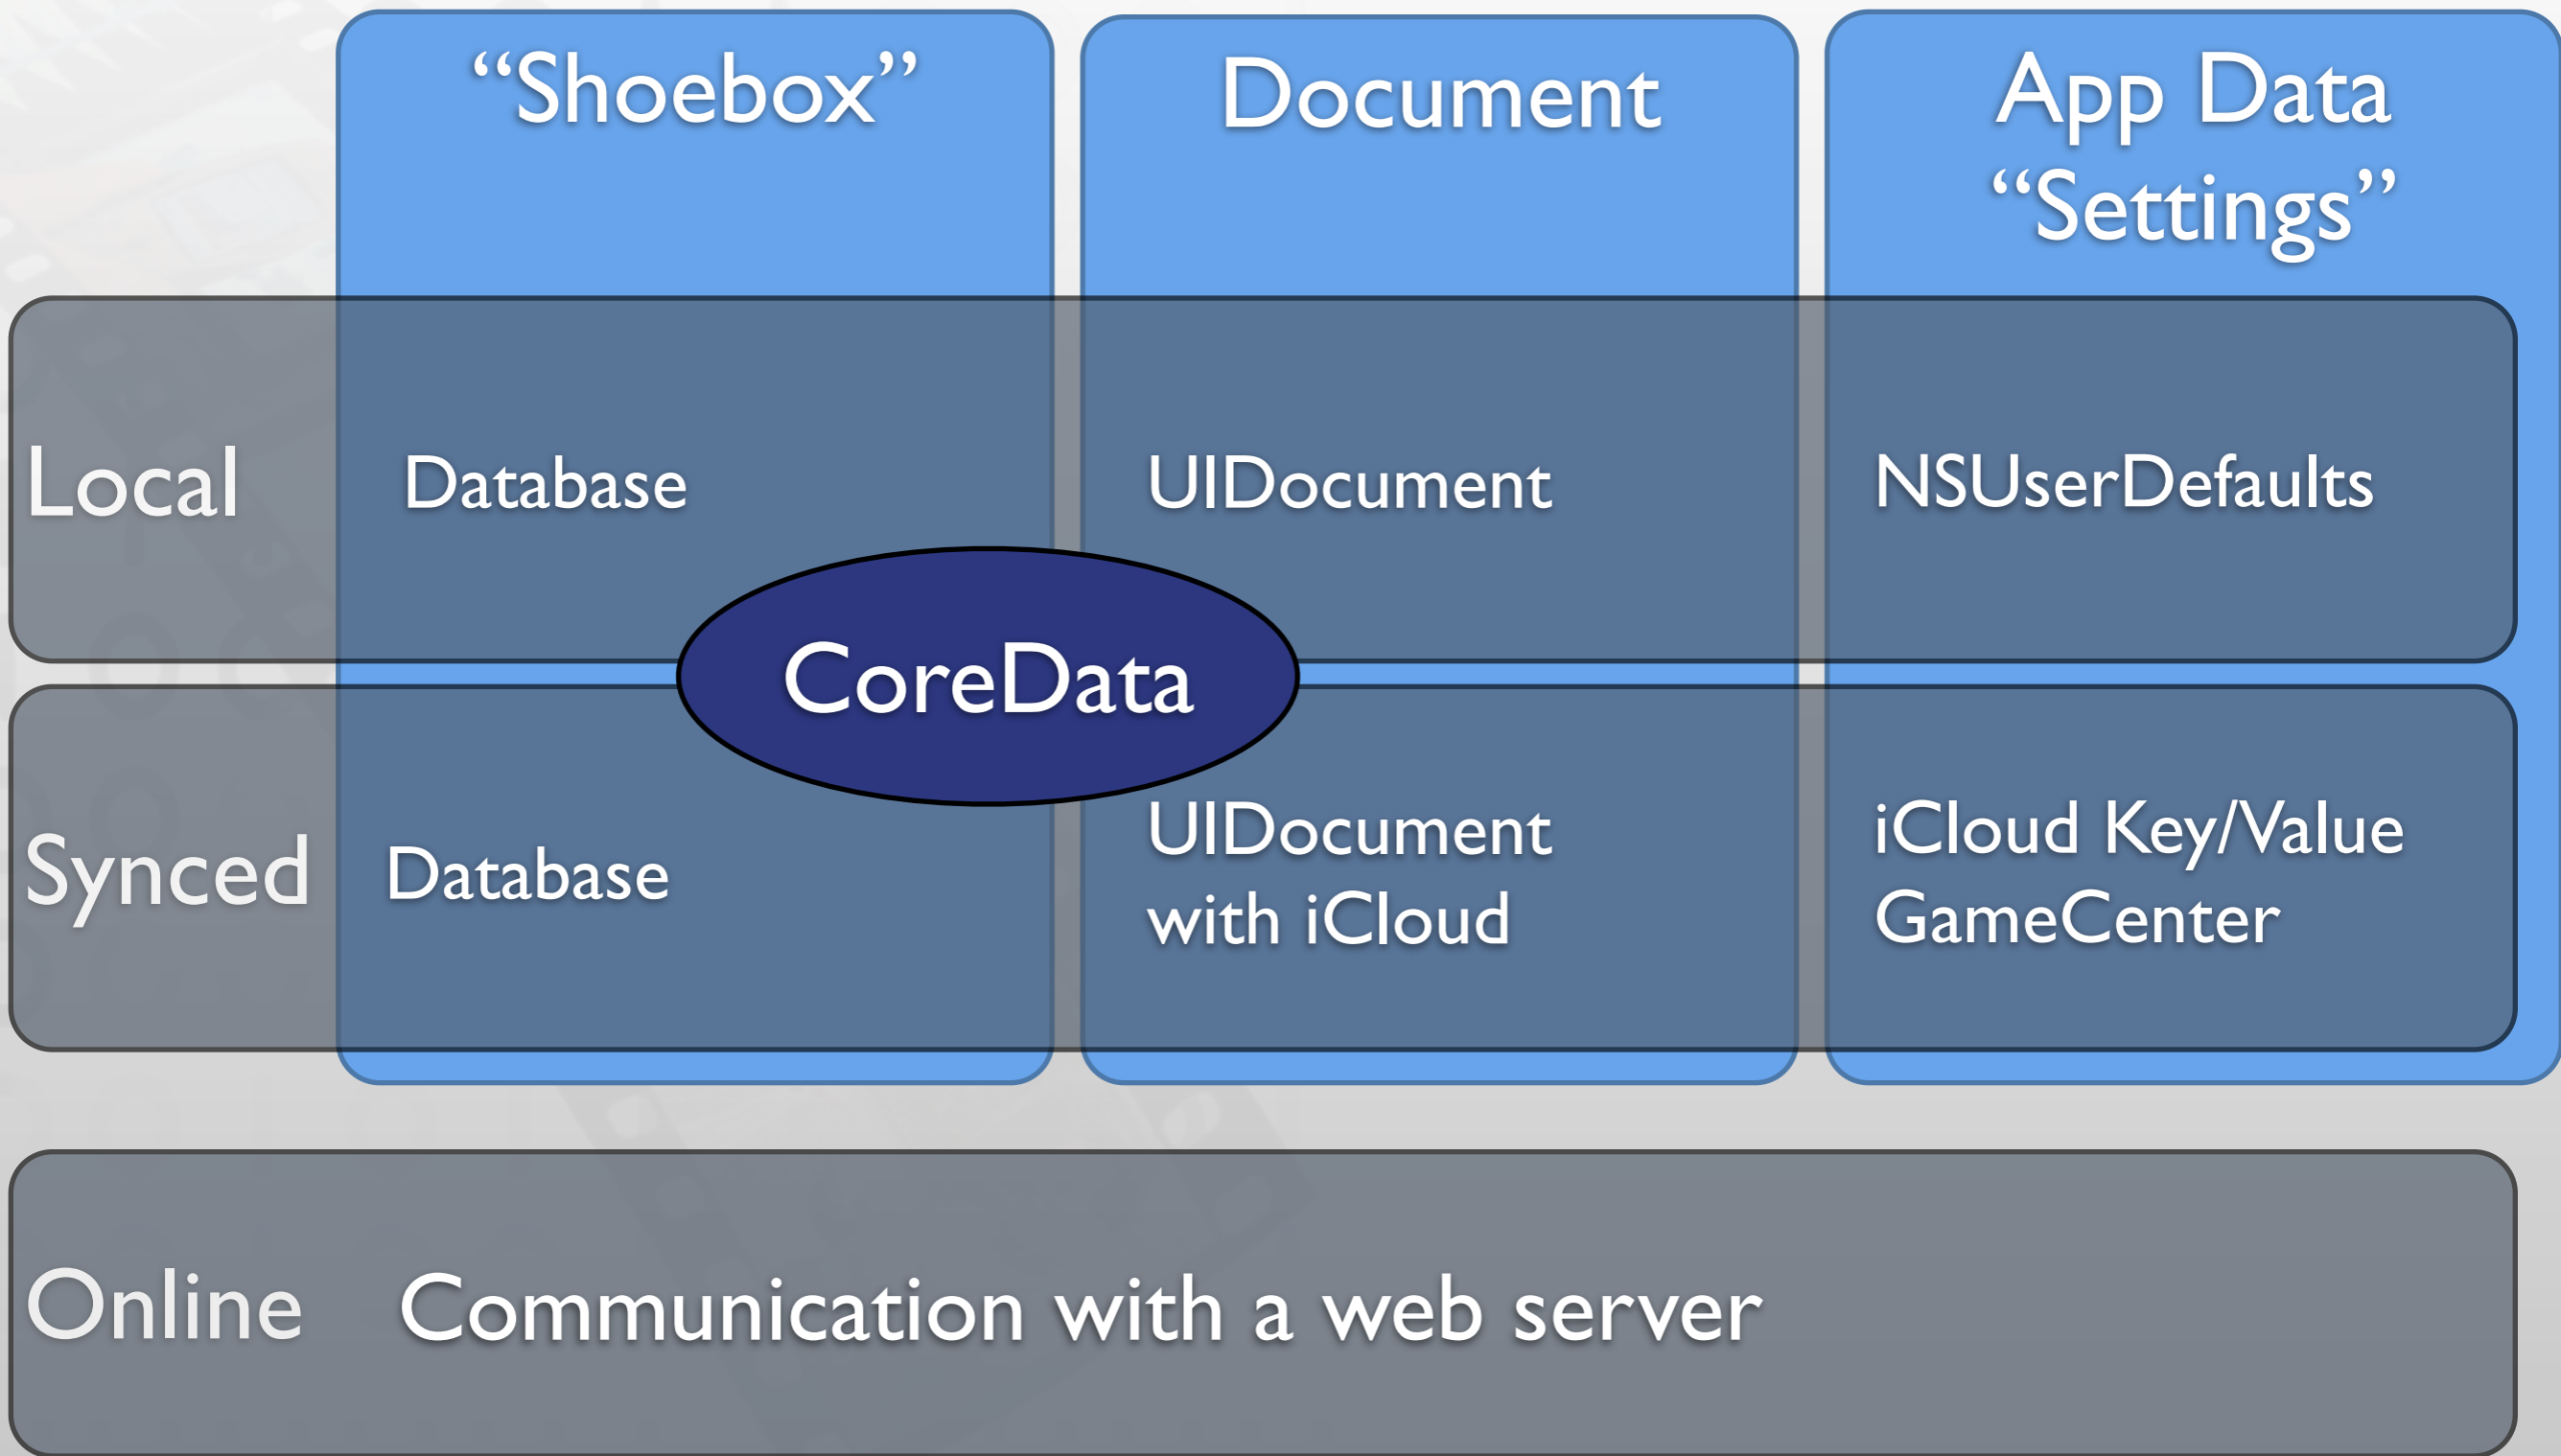 “Shoebox”
Document
App Data
“Settings”
Local
Database
UIDocument
NSUserDefaults
CoreData
Synced
Database
UIDocument
with iCloud
iCloud Key/Value
GameCenter
Online
Communication with a web server